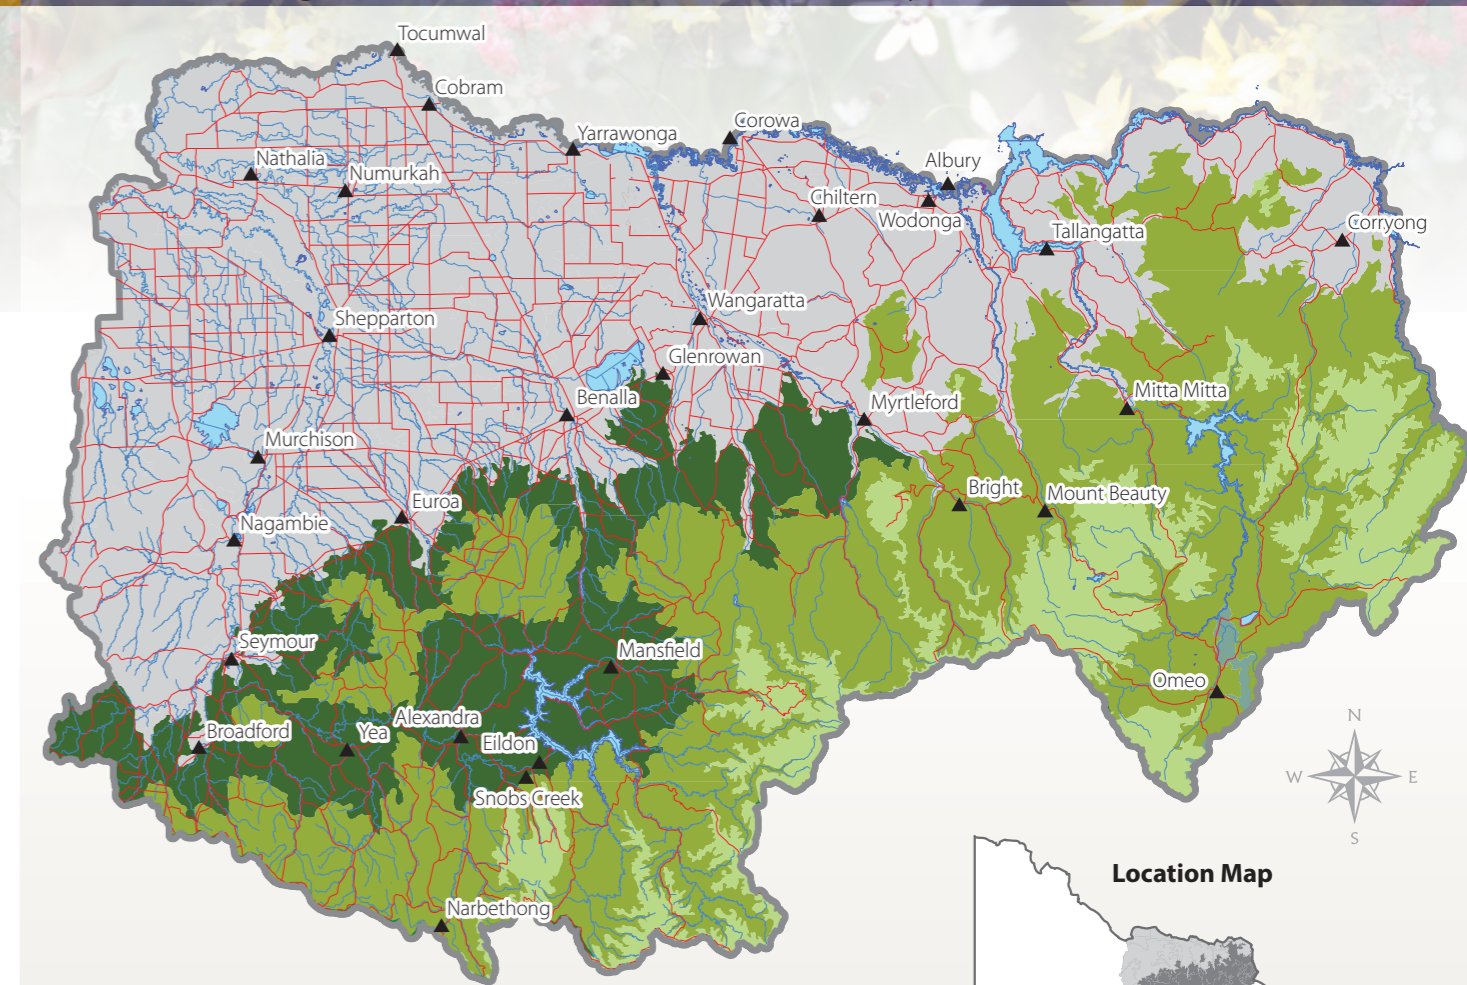 Tocumwal
Cobram
Yarrawonga
Corowa
Nathalia
Numurkah
Albury
Chiltern
Wodonga
Tallangatta
Corryong
Wangaratta
Shepparton
Glenrowan
Benalla
Myrtleford
Mitta Mitta
Murchison
Euroa
Bright
Mount Beauty
Nagambie
Seymour
Mansfield
Omeo
Broadford
Yea
Alexandra
Eildon
Snobs Creek
Narbethong
N
W
E
S
Location Map